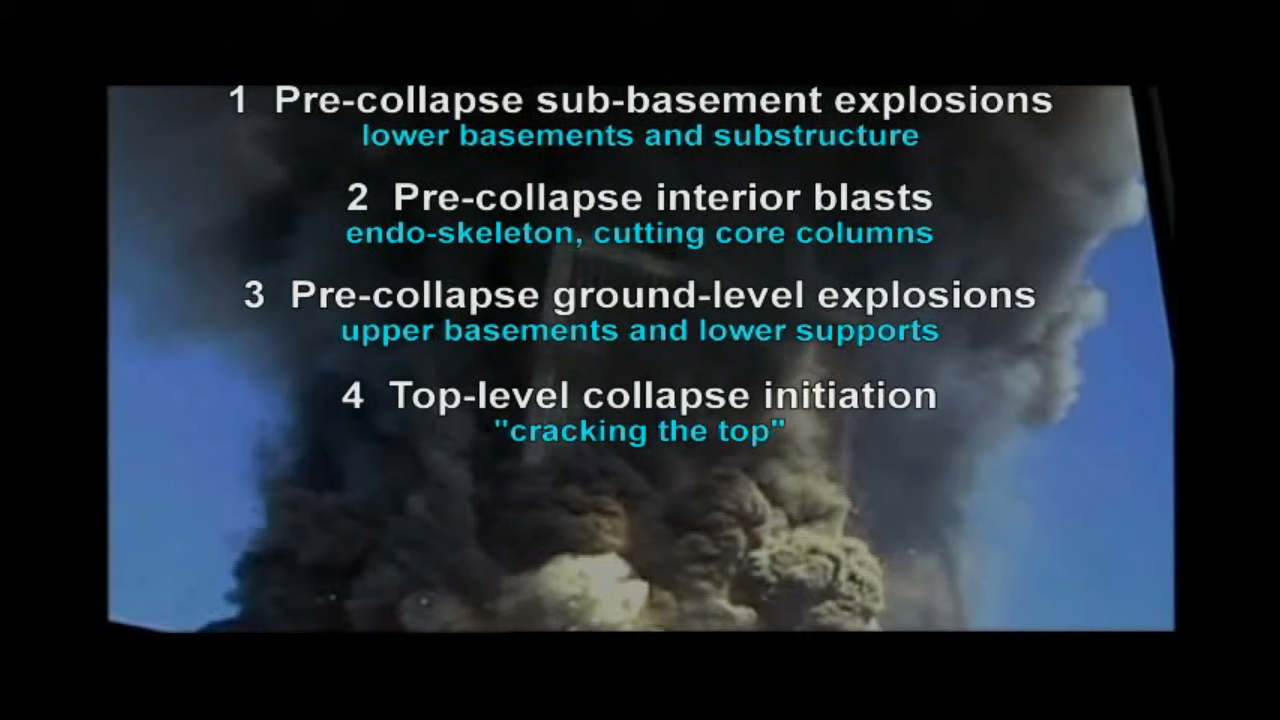 1 Pre-collapse sub-basement explosions
lower basements and substructure
2 Pre-collapse interior blasts
endo-skeleton, cutting core columns
3 Pre-collapse ground-level explosions
upper basements and lower supports
4 Top-level collapse initiation
"cracking the top"